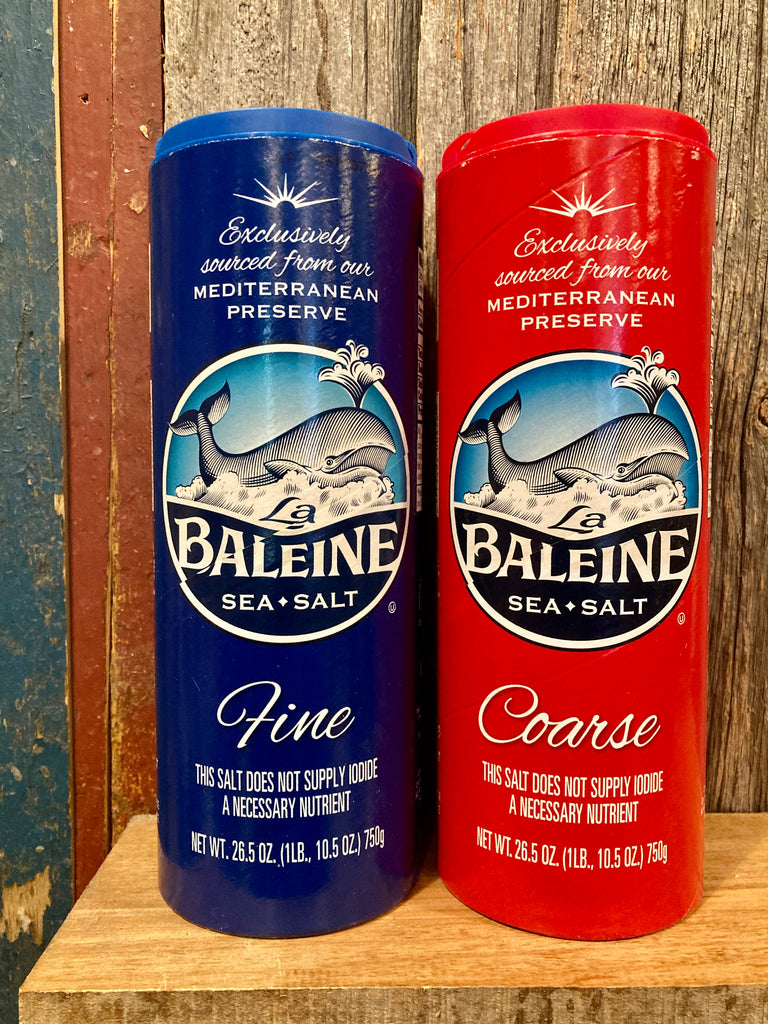 Exclusively
sourced from our
MEDITERRANEAN
PRESERVE
La
BALEINE
SEA SALT
U
Fine
THIS SALT DOES NOT SUPPLY IODIDE
A NECESSARY NUTRIENT
NET WT. 26.5 OZ. (1LB., 10.5 OZ.) 750g
Exclusively
sourced from our
MEDITERRANEAN
PRESERVE
La
BALEINE
SEA SALT
U
Coarse
THIS SALT DOES NOT SUPPLY IODIDE
A NECESSARY NUTRIENT
NET WT. 26.5 OZ. (1LB., 10.5 OZ.) 750g